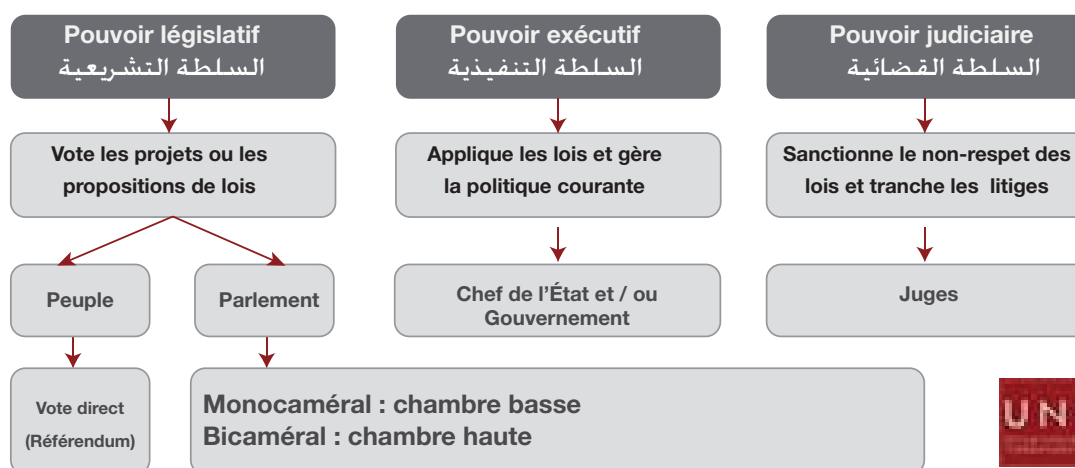 Pouvoir législatif
السلطة التشريعية
Vote les projets ou les
propositions de lois
Peuple
Parlement
Vote direct
(Référendum)
Monocaméral : chambre basse
Bicaméral : chambre haute
Pouvoir exécutif
السلطة التنفيذية
Applique les lois et gère
la politique courante
Chef de l’État et / ou
Gouvernement
Pouvoir judiciaire
السلطة القضائية
Sanctionne le non-respet des
lois et tranche les litiges
Juges
UN